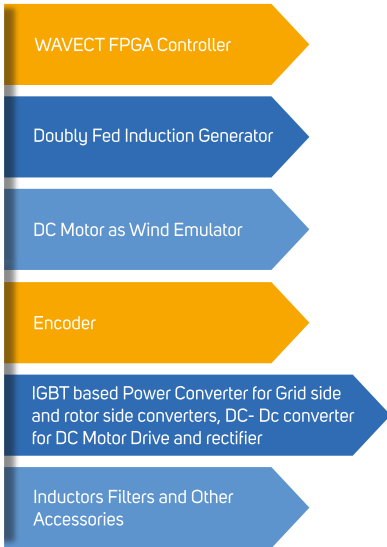 WAVECT FPGA Controller
Doubly Fed Induction Generator
DC Motor as Wind Emulator
Encoder
IGBT based Power Converter for Grid side
and rotor side converters, DC- Dc converter
for DC Motor Drive and rectifier
Inductors Filters and Other
Accessories